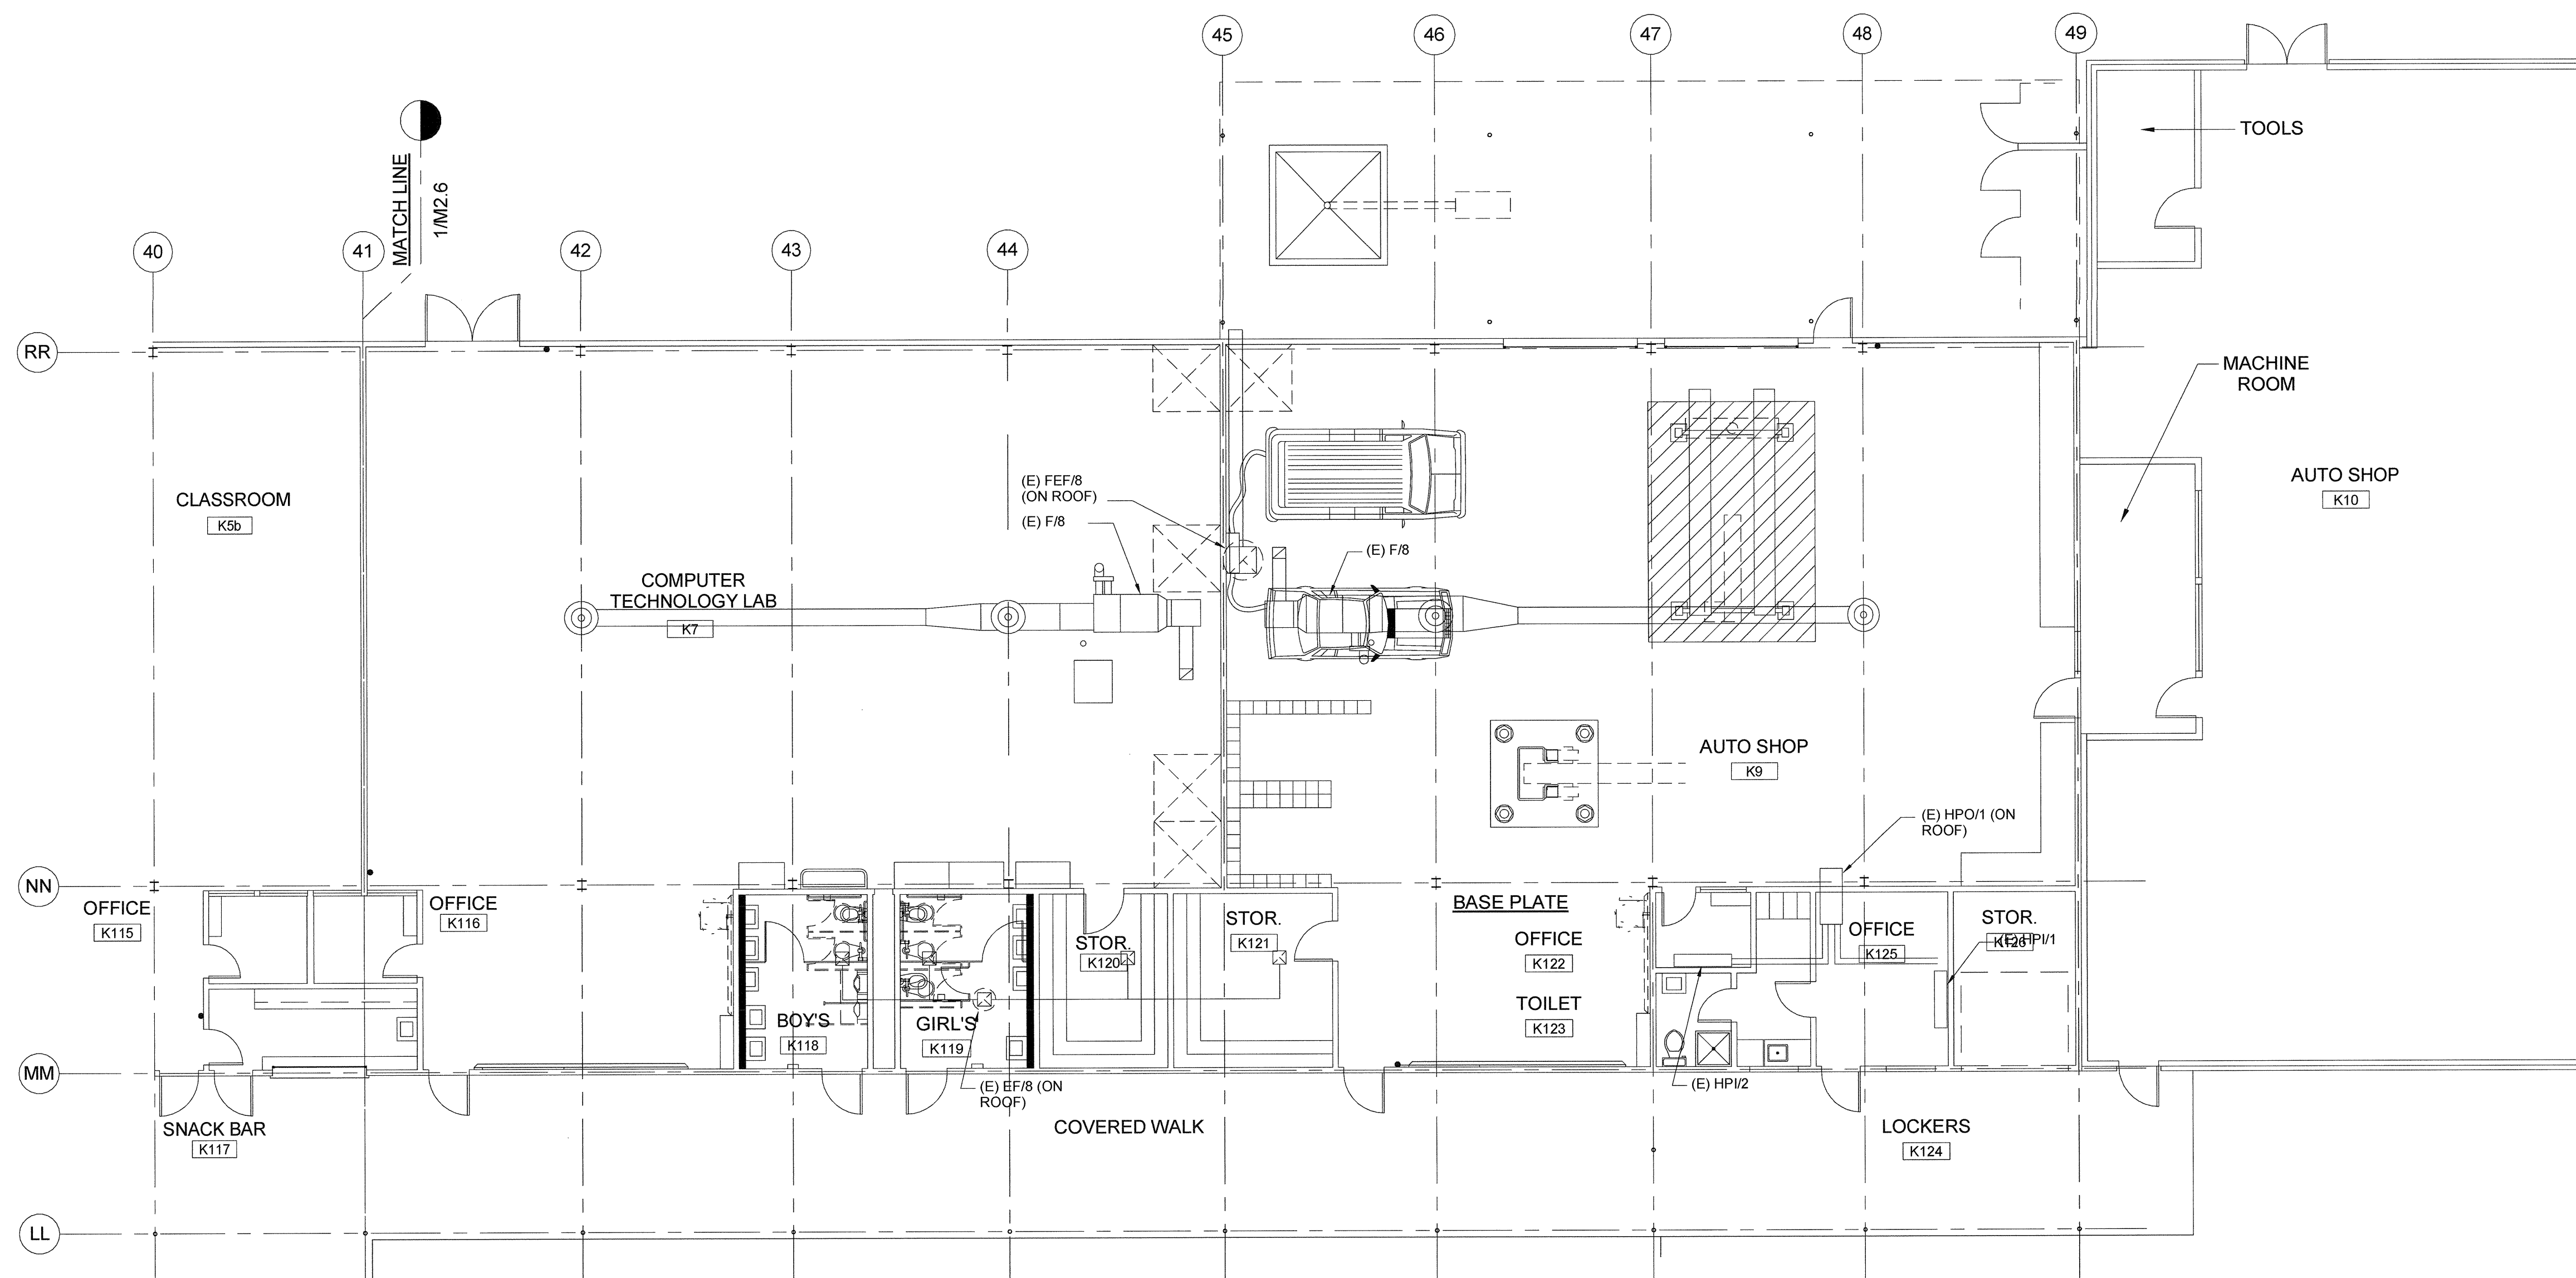 45
46
47
48
49
TOOLS
MATCH LINE
1/M2.6
40
41
42
43
44
RR
MACHINE
ROOM
(E) FEF/8
(ON ROOF)
(E) F/8
CLASSROOM
K5b
AUTO SHOP
K10
(E) F/8
COMPUTER
TECHNOLOGY LAB
K7
AUTO SHOP
K9
(E) HPO/1 (ON
ROOF)
NN
OFFICE
K115
OFFICE
K116
BASE PLATE
STOR.
K121
STOR.
K120
OFFICE
K122
OFFICE
K125
STOR.
K126
(E) HPI/1
TOILET
K123
BOY'S
K118
GIRL'S
K119
MM
(E) EF/8 (ON
ROOF)
(E) HPI/2
SNACK BAR
K117
COVERED WALK
LOCKERS
K124
LL